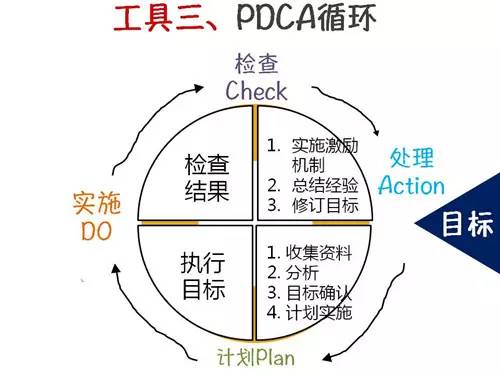 工具三、PDCA循环
检查
Check
检查
结果
1. 实施激励
机制
2. 总结经验
3. 修订目标
处理
Action
实施
DO
目标
执行
目标
1. 收集资料
2. 分析
3. 目标确认
4. 计划实施
计划Plan